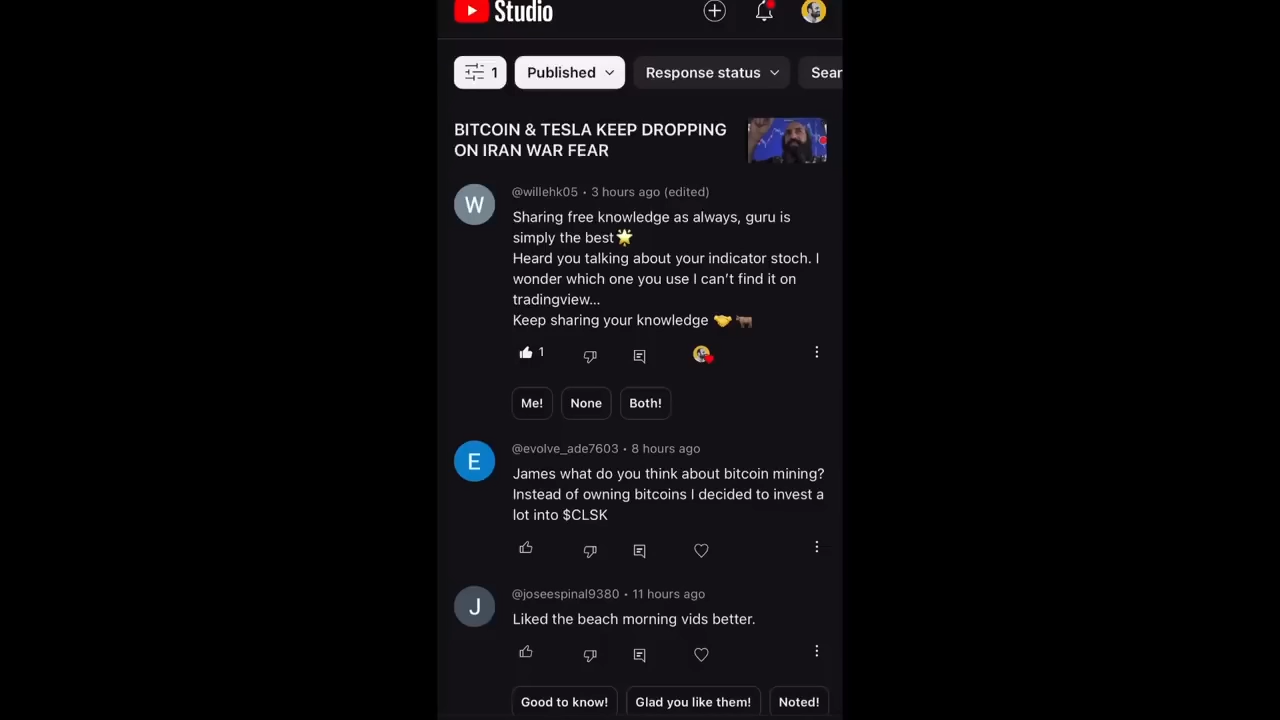 Studio
1
Published
Response status
Sear
BITCOIN & TESLA KEEP DROPPING
ON IRAN WAR FEAR
W
@willehk05 • 3 hours ago (edited)
Sharing free knowledge as always, guru is
simply the best🌟
Heard you talking about your indicator stoch. I
wonder which one you use I can’t find it on
tradingview...
Keep sharing your knowledge 🤝 🐂
1
Me!
None
Both!
E
@evolve_ade7603 • 8 hours ago
James what do you think about bitcoin mining?
Instead of owning bitcoins I decided to invest a
lot into $CLSK
J
@joseespinal9380 • 11 hours ago
Liked the beach morning vids better.
Good to know!
Glad you like them!
Noted!